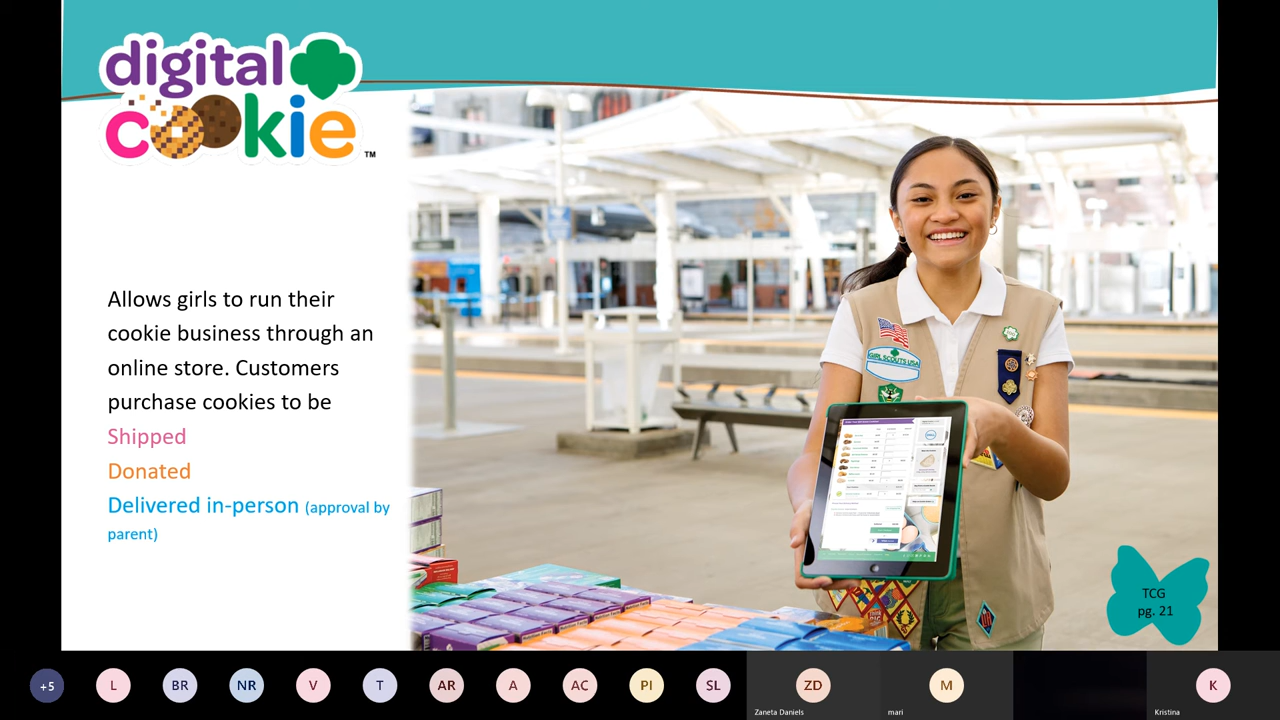 digital
cookie™
Allows girls to run their
cookie business through an
online store. Customers
purchase cookies to be
Shipped
Donated
Delivered in-person (approval by
parent)
GIRL SCOUTS USA
TCG
pg. 21
+5
L
BR
NR
V
T
AR
A
AC
PI
SL
ZD
M
K
Zaneta Daniels
mari
Kristina